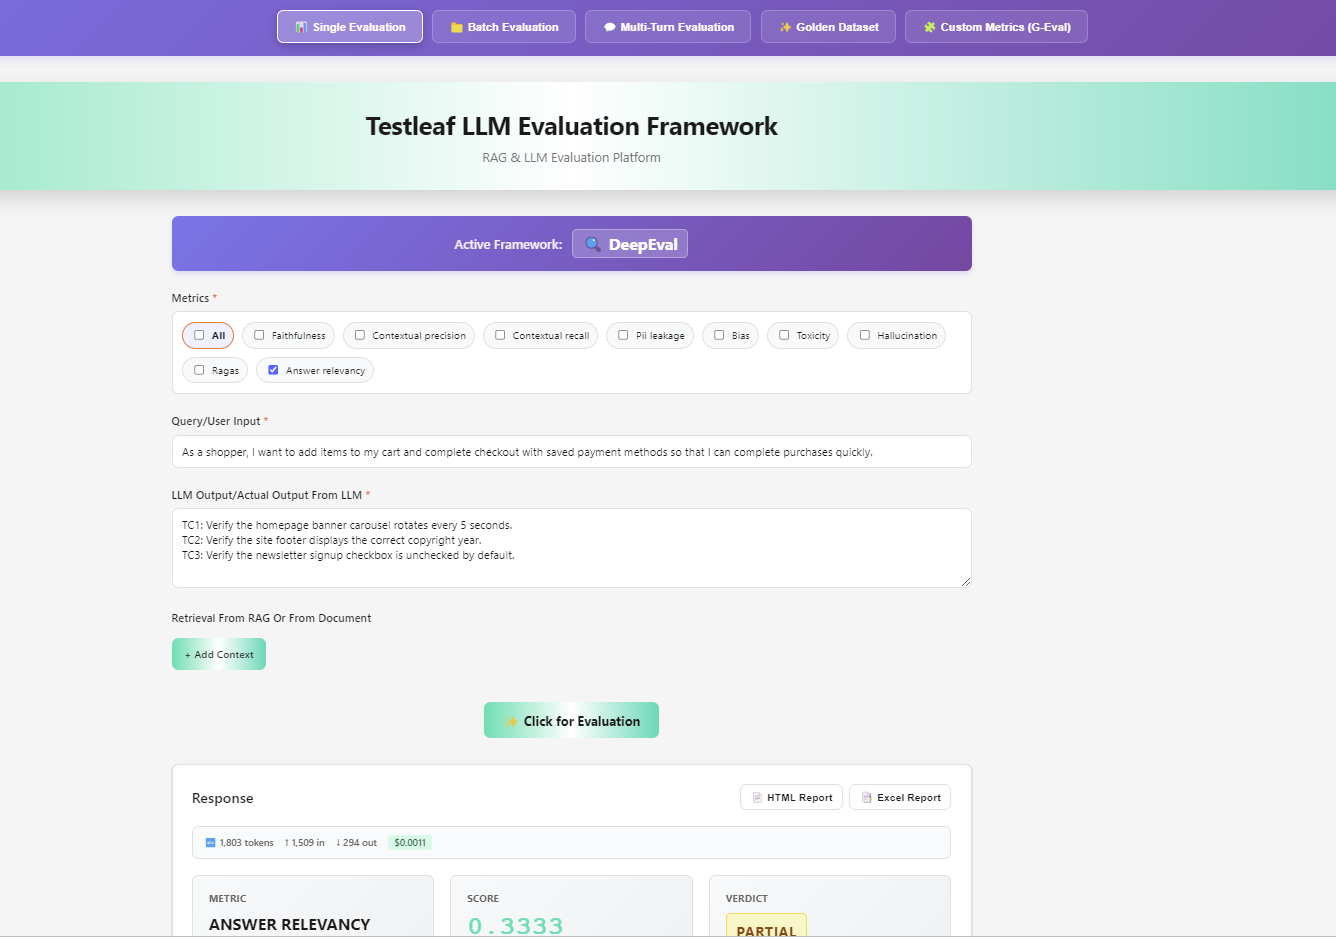 Single Evaluation
Batch Evaluation
Multi-Turn Evaluation
Golden Dataset
Custom Metrics (G-Eval)
Testleaf LLM Evaluation Framework
RAG & LLM Evaluation Platform
Active Framework: DeepEval
Metrics *
All
Faithfulness
Contextual precision
Contextual recall
Pii leakage
Bias
Toxicity
Hallucination
Ragas
Answer relevancy
Query/User Input *
As a shopper, I want to add items to my cart and complete checkout with saved payment methods so that I can complete purchases quickly.
LLM Output/Actual Output From LLM *
TC1: Verify the homepage banner carousel rotates every 5 seconds.
TC2: Verify the site footer displays the correct copyright year.
TC3: Verify the newsletter signup checkbox is unchecked by default.
Retrieval From RAG Or From Document
+ Add Context
Click for Evaluation
Response
HTML Report
Excel Report
1,803 tokens ↑ 1,509 in ↓ 294 out $0.0011
METRIC
ANSWER RELEVANCY
SCORE
0.3333
VERDICT
PARTIAL